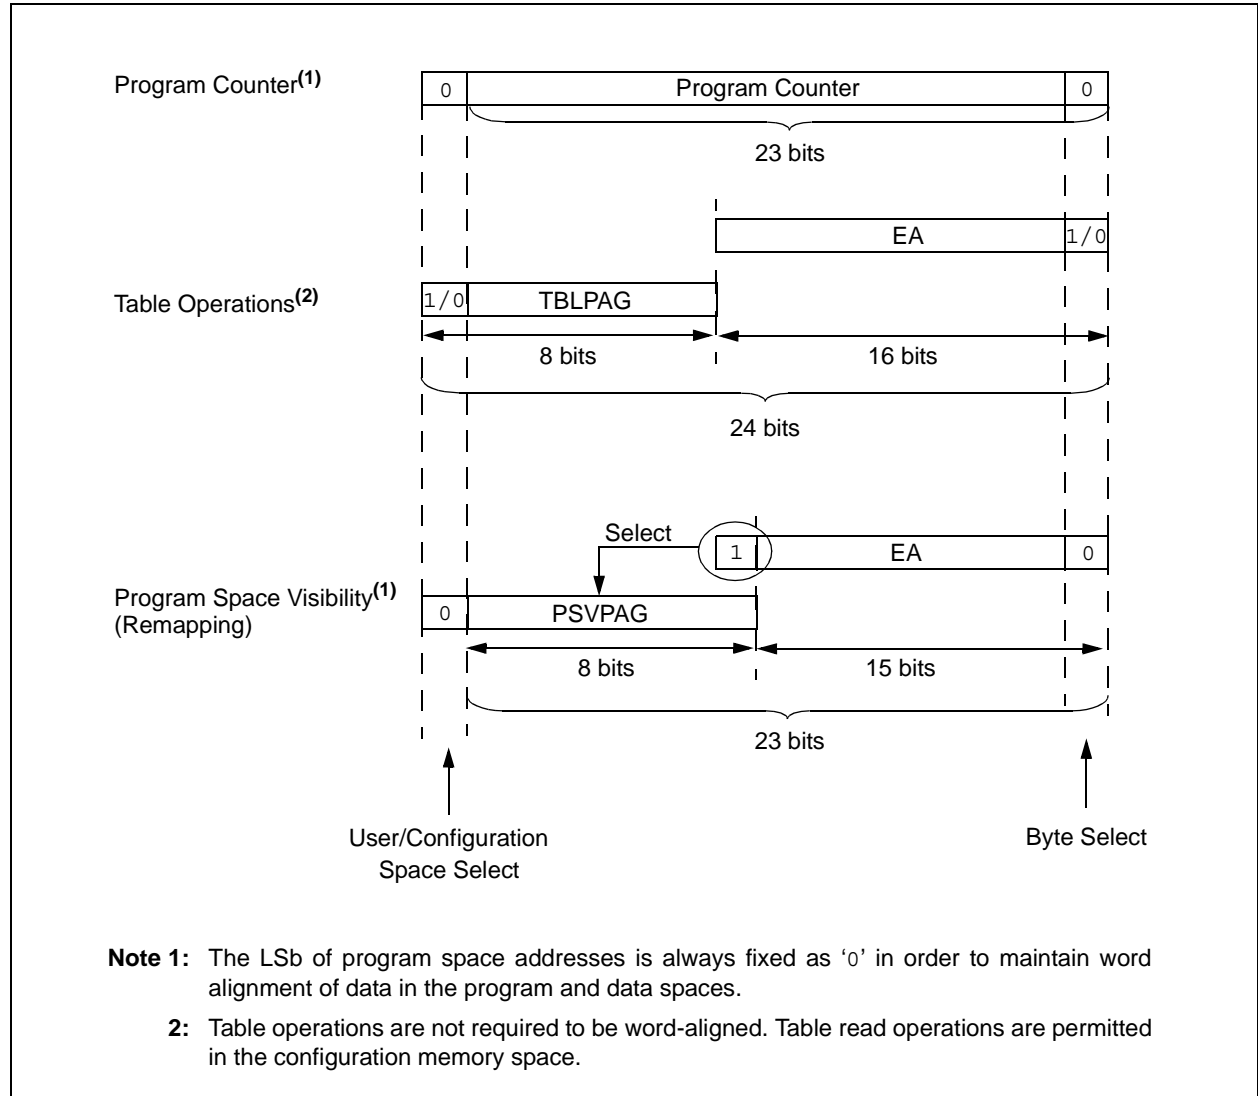 Program Counter(1)
0 Program Counter 0
23 bits
EA 1/0
Table Operations(2)
1/0 TBLPAG
8 bits 16 bits
24 bits
Select
1 EA 0
Program Space Visibility(1)
(Remapping)
0 PSVPAG
8 bits 15 bits
23 bits
User/Configuration
Space Select
Byte Select
Note 1: The LSb of program space addresses is always fixed as ‘0’ in order to maintain word
alignment of data in the program and data spaces.
2: Table operations are not required to be word-aligned. Table read operations are permitted
in the configuration memory space.